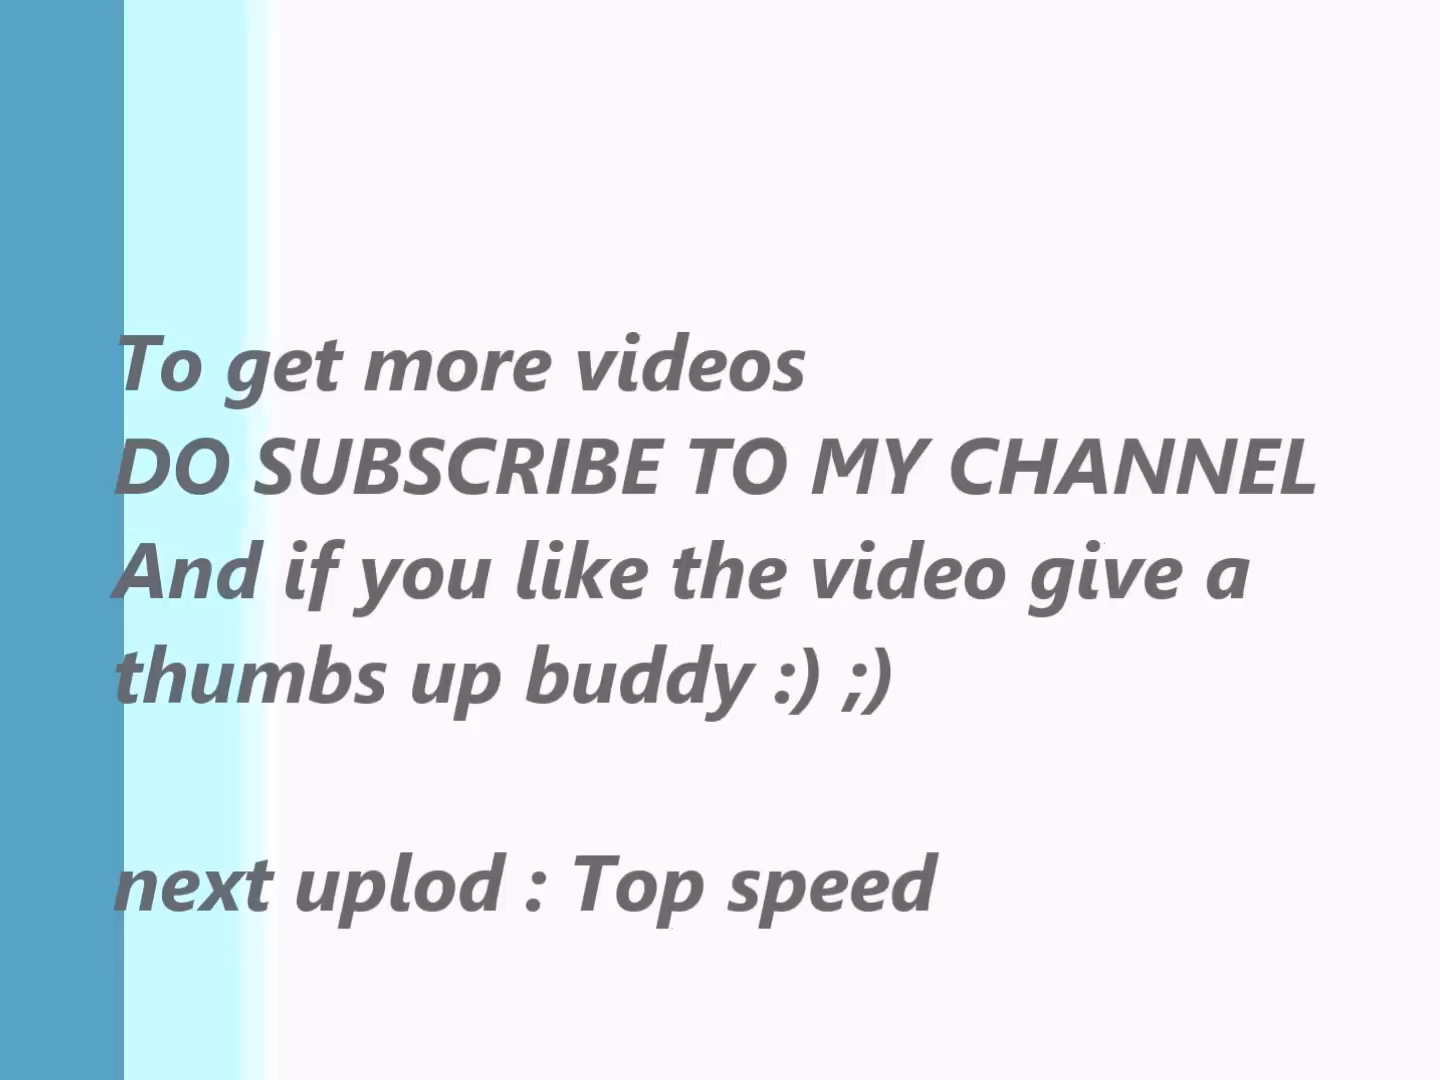 To get more videos
DO SUBSCRIBE TO MY CHANNEL
And if you like the video give a
thumbs up buddy :) ;)
next uplod : Top speed